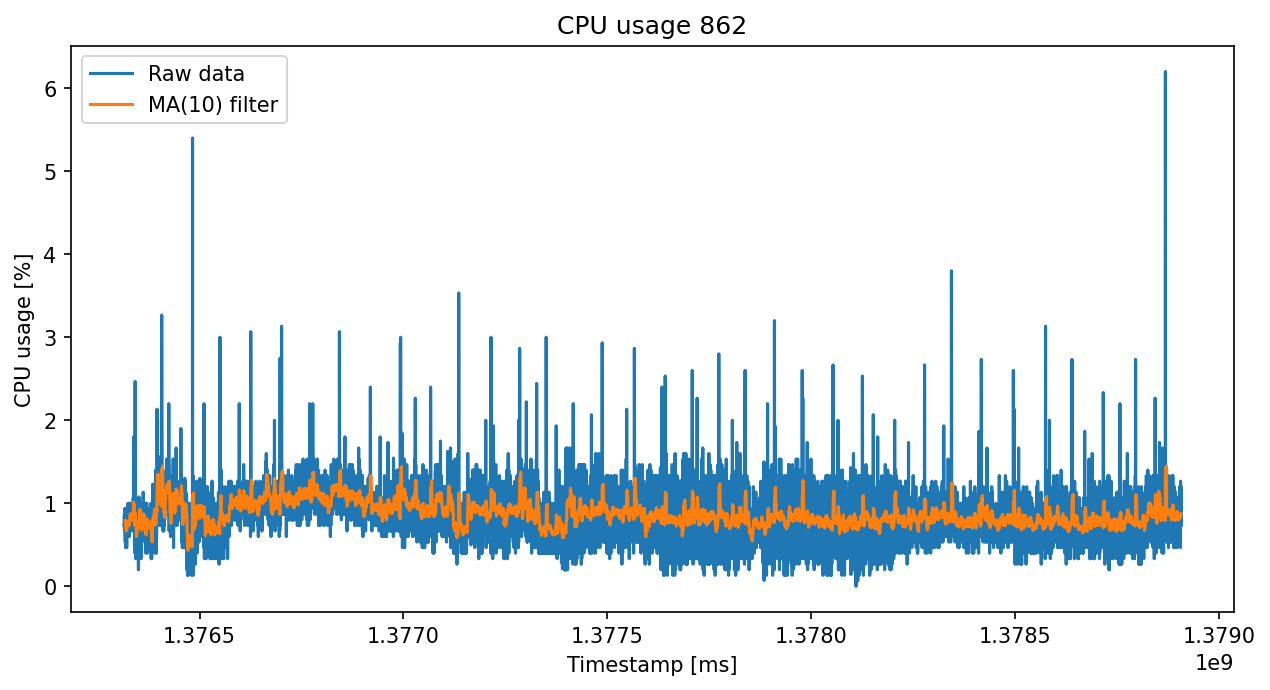 CPU usage 862
Raw data
MA(10) filter
CPU usage [%]
6
5
4
3
2
1
0
1.3765 1.3770 1.3775 1.3780 1.3785 1.3790
1e9
Timestamp [ms]